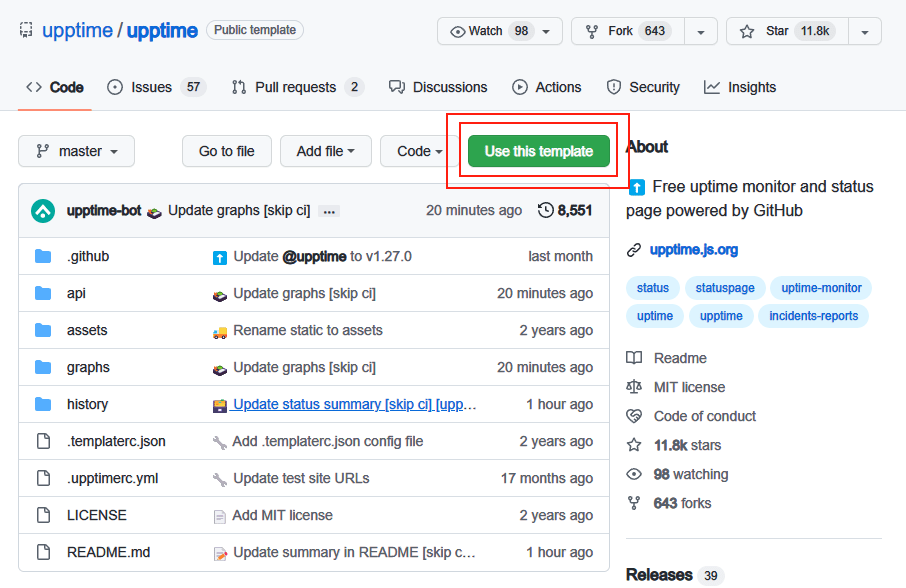 upptime / upptime Public template Watch 98 Fork 643 Star 11.8k
Code Issues 57 Pull requests 2 Discussions Actions Security Insights
master Go to file Add file Code Use this template
upptime-bot Update graphs [skip ci] ... 20 minutes ago 8,551
.github Update @upptime to v1.27.0 last month
api Update graphs [skip ci] 20 minutes ago
assets Rename static to assets 2 years ago
graphs Update graphs [skip ci] 20 minutes ago
history Update status summary [skip ci] [upp… 1 hour ago
.templaterc.json Add .templaterc.json config file 2 years ago
.upptimerc.yml Update test site URLs 17 months ago
LICENSE Add MIT license 2 years ago
README.md Update summary in README [skip c… 1 hour ago
About
Free uptime monitor and status
page powered by GitHub
upptime.js.org
status statuspage uptime-monitor
uptime upptime incidents-reports
Readme
MIT license
Code of conduct
11.8k stars
98 watching
643 forks
Releases 39